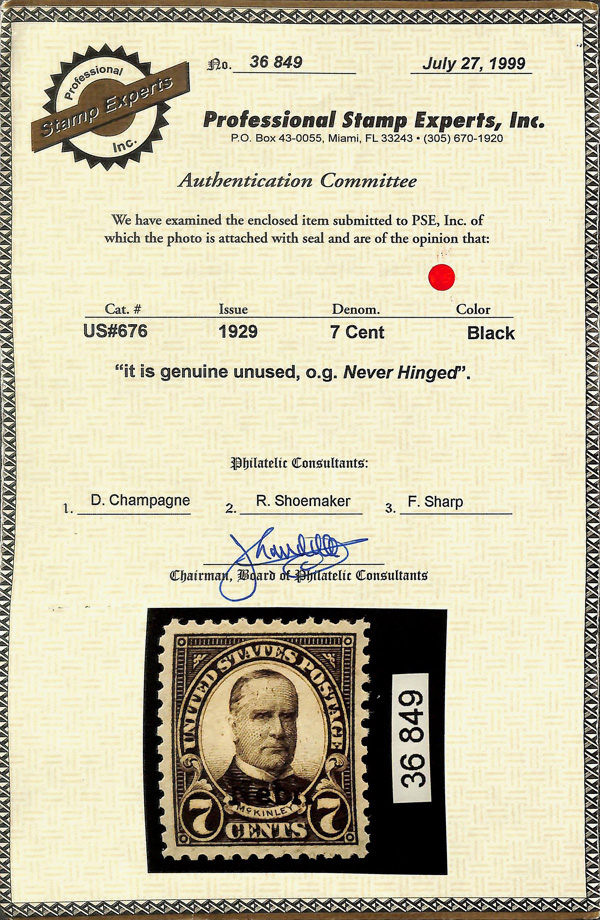 Professional
Stamp Experts
Inc.
No. 36 849
July 27, 1999
Professional Stamp Experts, Inc.
P.O. Box 43-0055, Miami, FL 33243 • (305) 670-1920
Authentication Committee
We have examined the enclosed item submitted to PSE, Inc. of
which the photo is attached with seal and are of the opinion that:
Cat. # Issue Denom. Color
US#676 1929 7 Cent Black
“it is genuine unused, o.g. Never Hinged”.
Philatelic Consultants:
1. D. Champagne 2. R. Shoemaker 3. F. Sharp
Chairman, Board of Philatelic Consultants
UNITED STATES POSTAGE
Nebr.
McKINLEY
7 CENTS 7
36 849